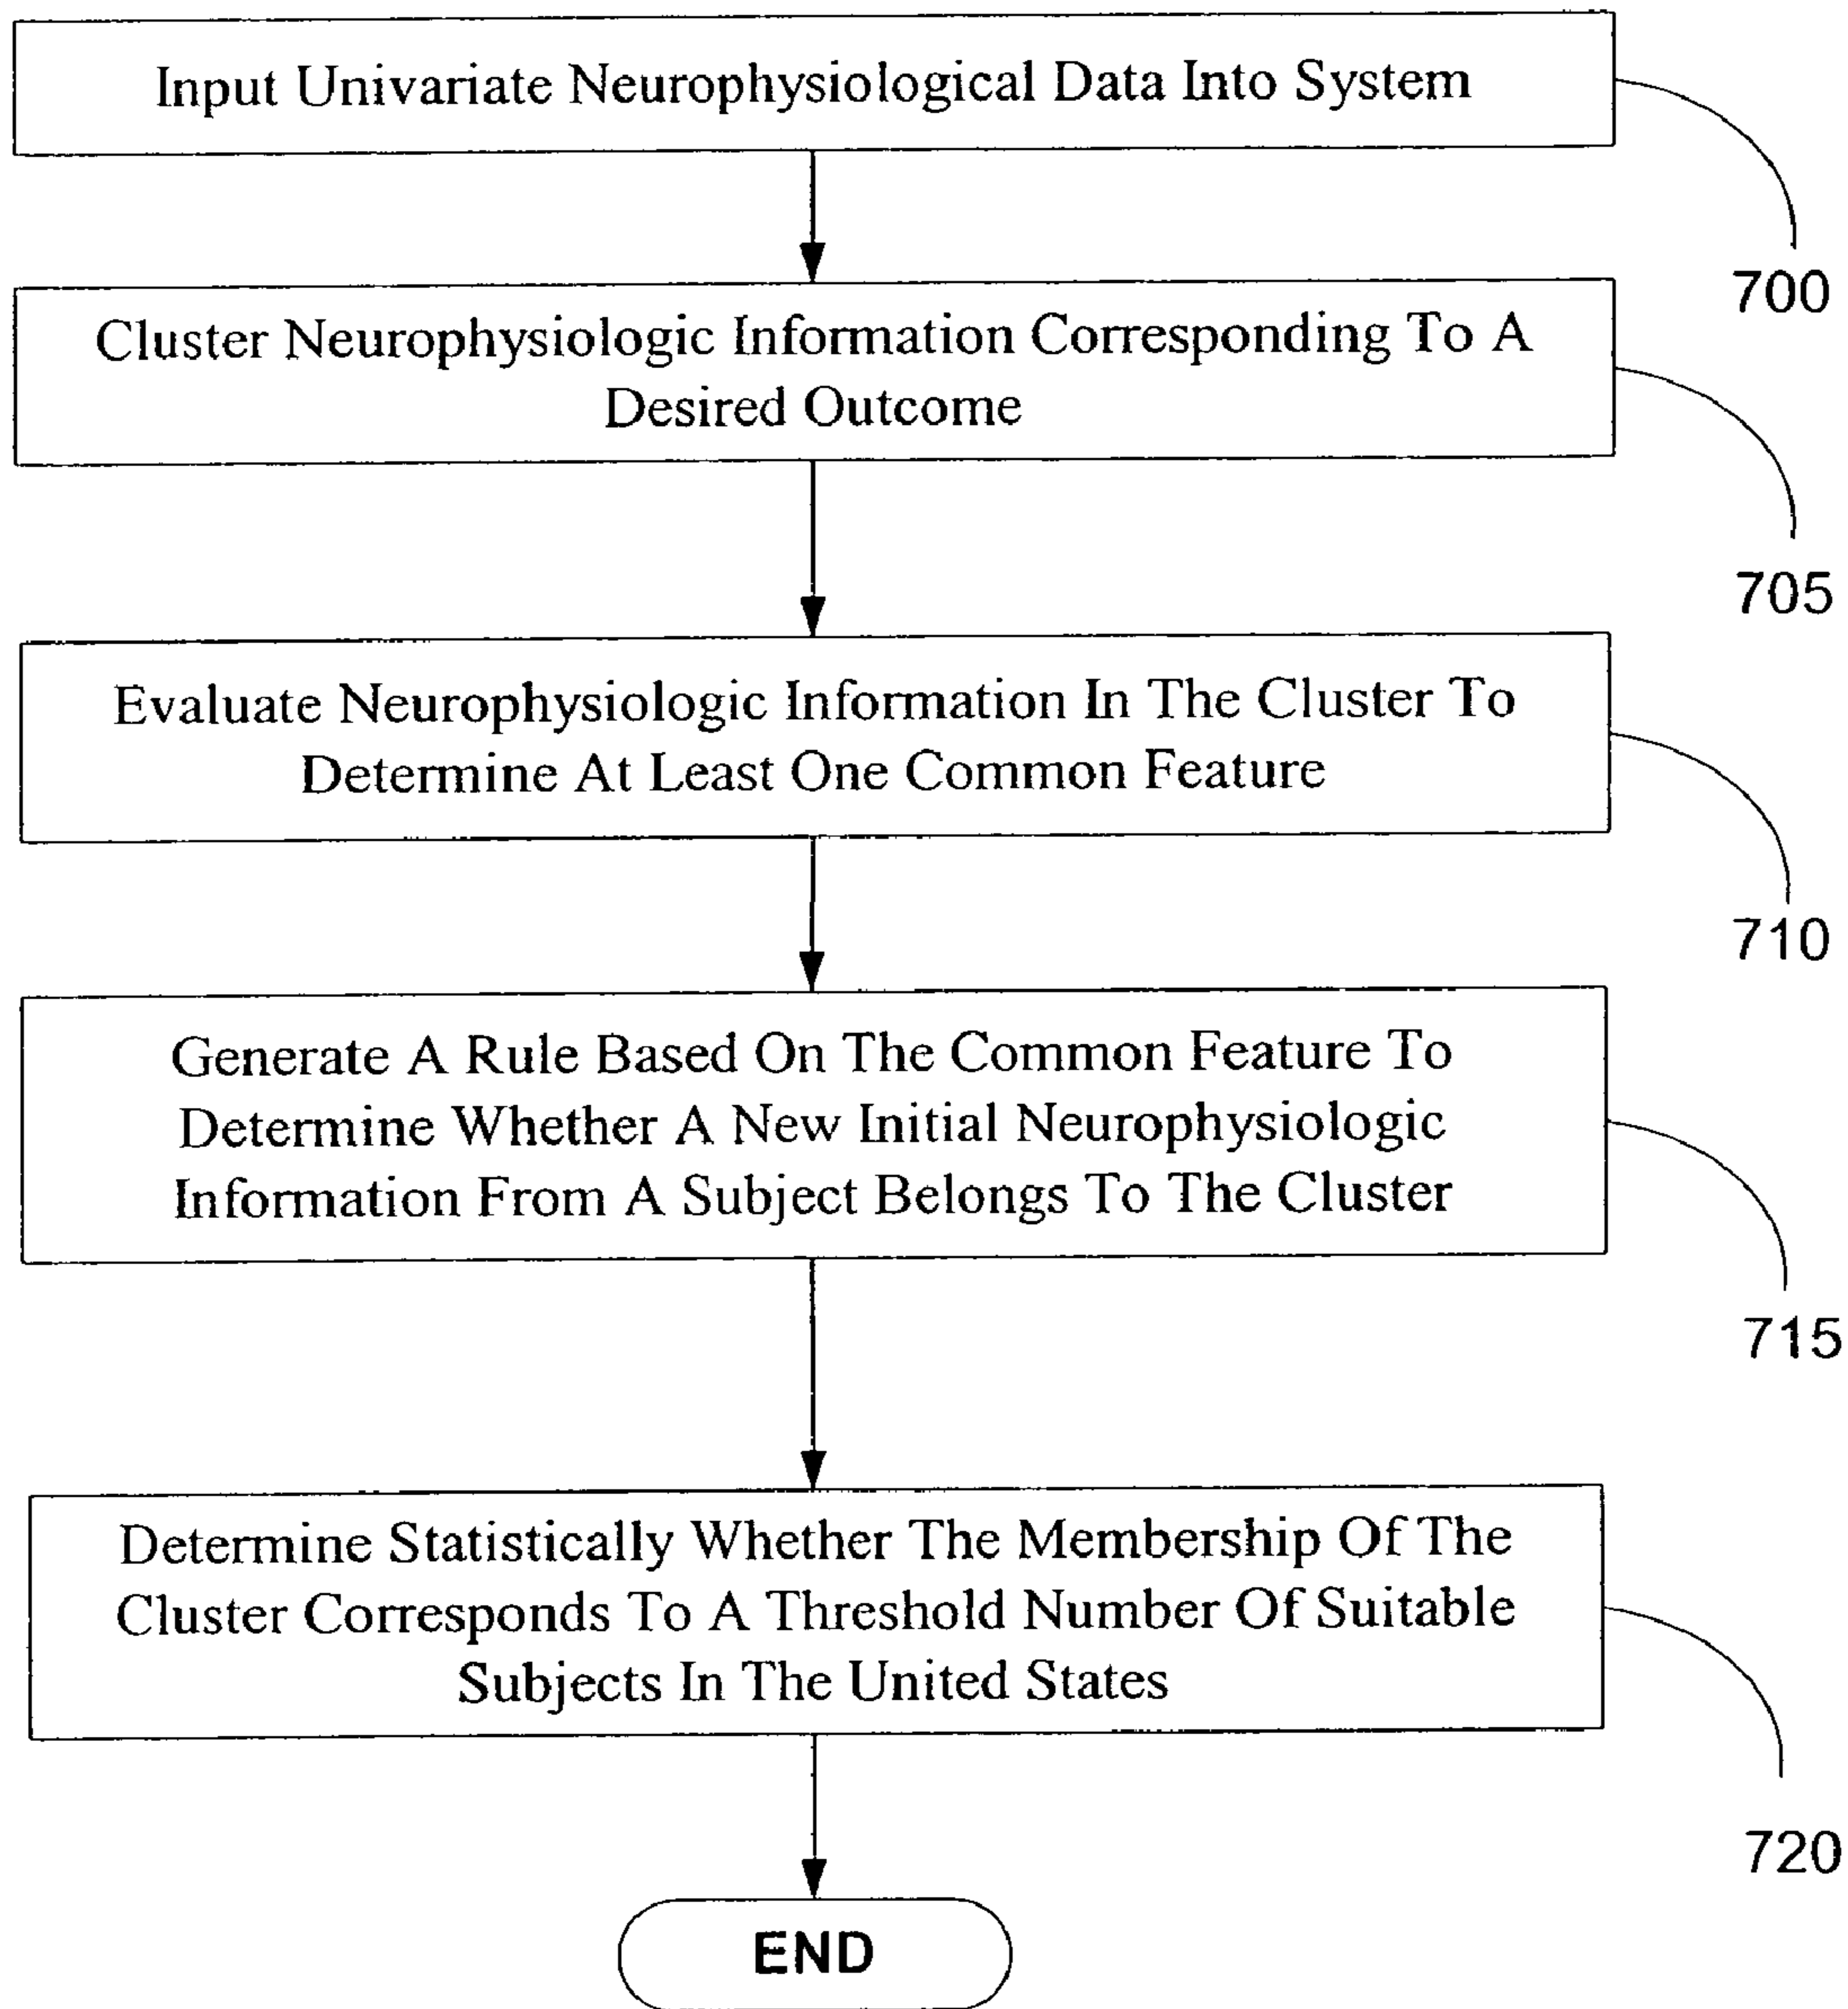 Input Univariate Neurophysiological Data Into System
700
Cluster Neurophysiologic Information Corresponding To A
Desired Outcome
705
Evaluate Neurophysiologic Information In The Cluster To
Determine At Least One Common Feature
710
Generate A Rule Based On The Common Feature To
Determine Whether A New Initial Neurophysiologic
Information From A Subject Belongs To The Cluster
715
Determine Statistically Whether The Membership Of The
Cluster Corresponds To A Threshold Number Of Suitable
Subjects In The United States
720
END